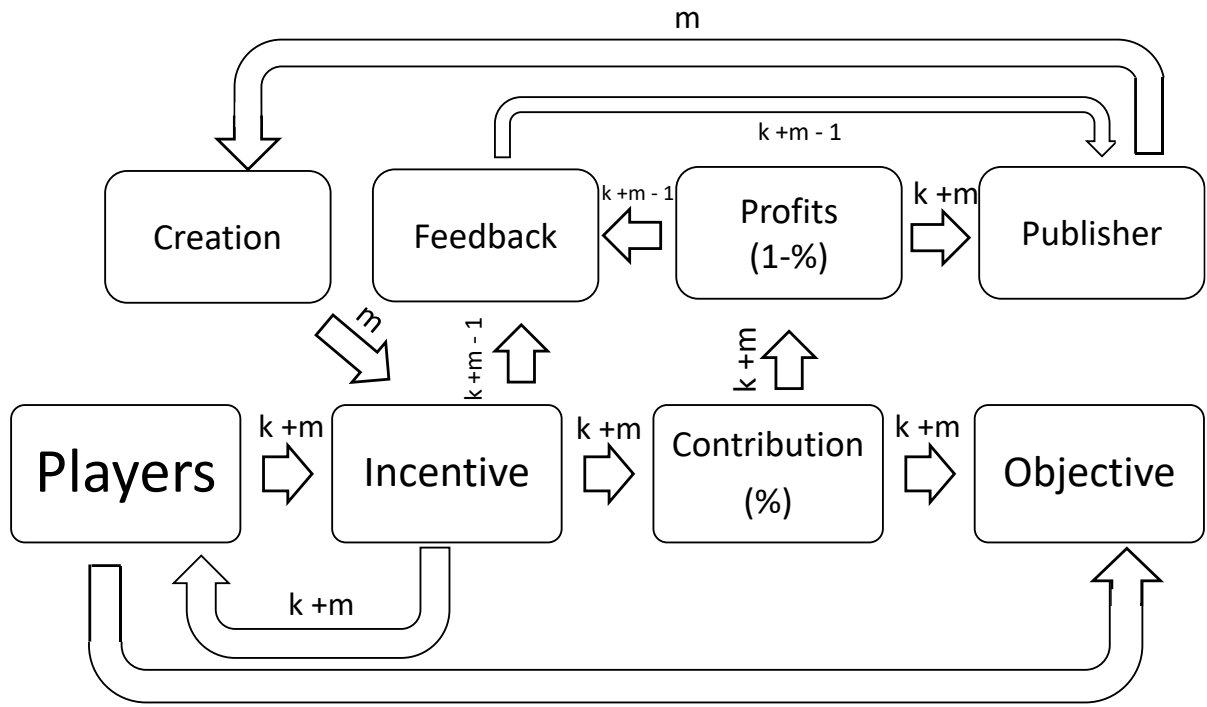 m
k +m - 1
Creation
Feedback
k +m - 1
Profits
(1-%)
k +m
Publisher
m
k +m - 1
k +m
Players
k +m
Incentive
k +m
Contribution
(%)
k +m
Objective
k +m